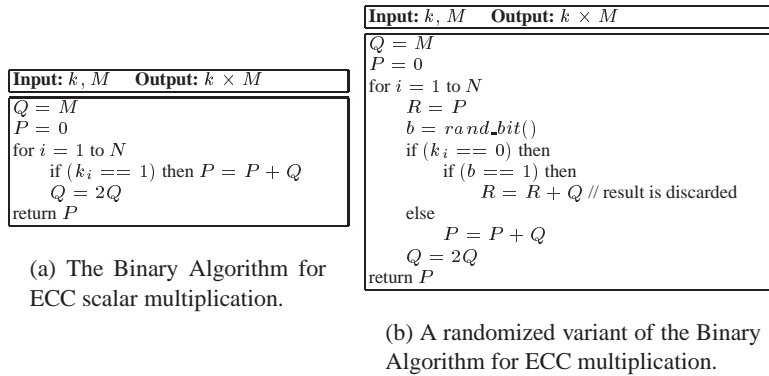 Input: k, M Output: k × M
Q = M
P = 0
for i = 1 to N
if (k_i == 1) then P = P + Q
Q = 2Q
return P
(a) The Binary Algorithm for
ECC scalar multiplication.
Input: k, M Output: k × M
Q = M
P = 0
for i = 1 to N
R = P
b = rand_bit()
if (k_i == 0) then
if (b == 1) then
R = R + Q // result is discarded
else
P = P + Q
Q = 2Q
return P
(b) A randomized variant of the Binary
Algorithm for ECC multiplication.